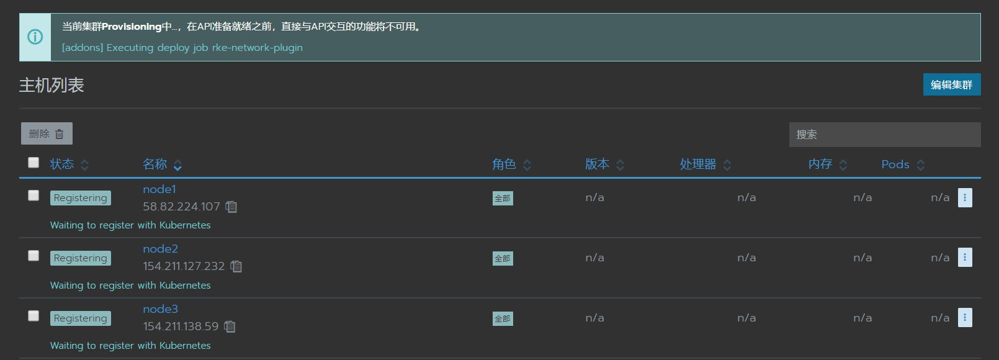 当前集群Provisioning中...，在API准备就绪之前，直接与API交互的功能将不可用。
[addons] Executing deploy job rke-network-plugin
主机列表
编辑集群
删除
搜索
状态 名称 角色 版本 处理器 内存 Pods
Registering node1 全部 n/a n/a n/a n/a
58.82.224.107
Waiting to register with Kubernetes
Registering node2 全部 n/a n/a n/a n/a
154.211.127.232
Waiting to register with Kubernetes
Registering node3 全部 n/a n/a n/a n/a
154.211.138.59
Waiting to register with Kubernetes